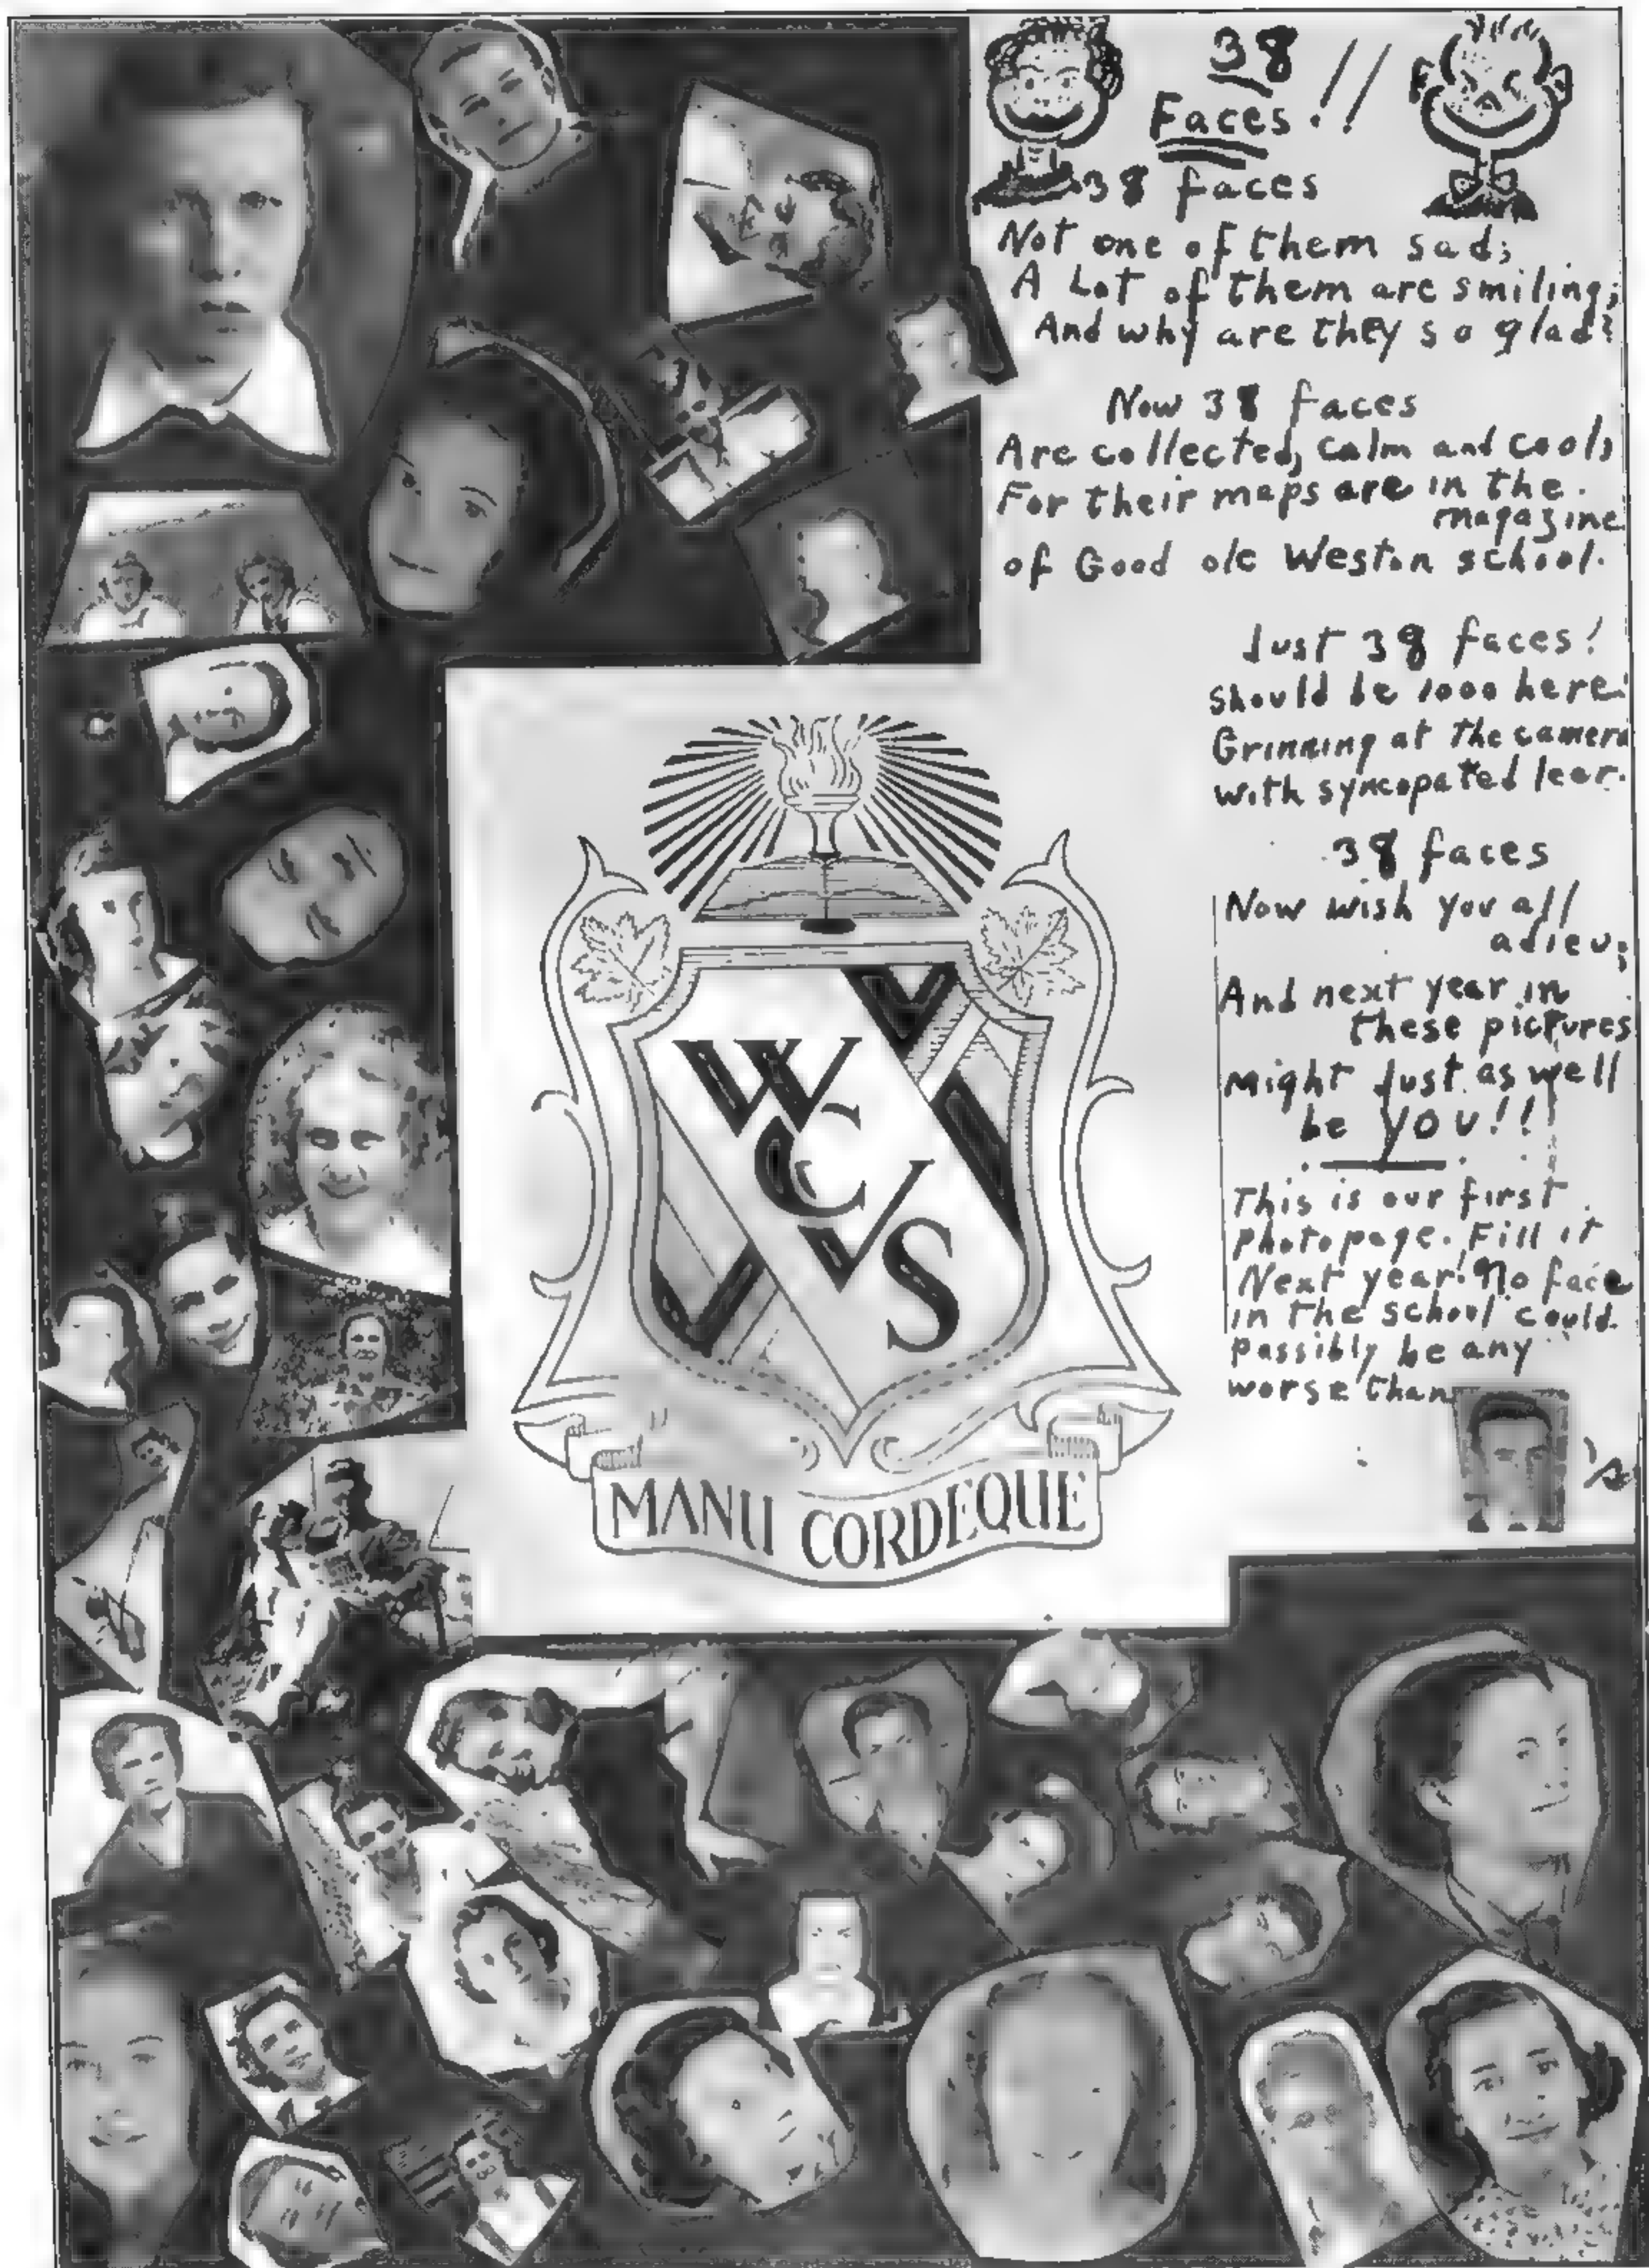 38
Faces!!
38 faces
Not one of them sad;
A Lot of them are smiling;
And why are they so glad?
Now 38 faces
Are collected, calm and cool;
For their maps are in the
magazine
of Good ole Weston school.
Just 38 faces!
Should be 1000 here!
Grinning at the camera
with syncopated leer.
38 faces
Now wish you all
adieu;
And next year in
these pictures
Might Just as well
be YOU!!
This is our first
Photo page. Fill it
Next year! No face
in the school could
possibly be any
worse than
's
WCVS
MANU CORDEQUE